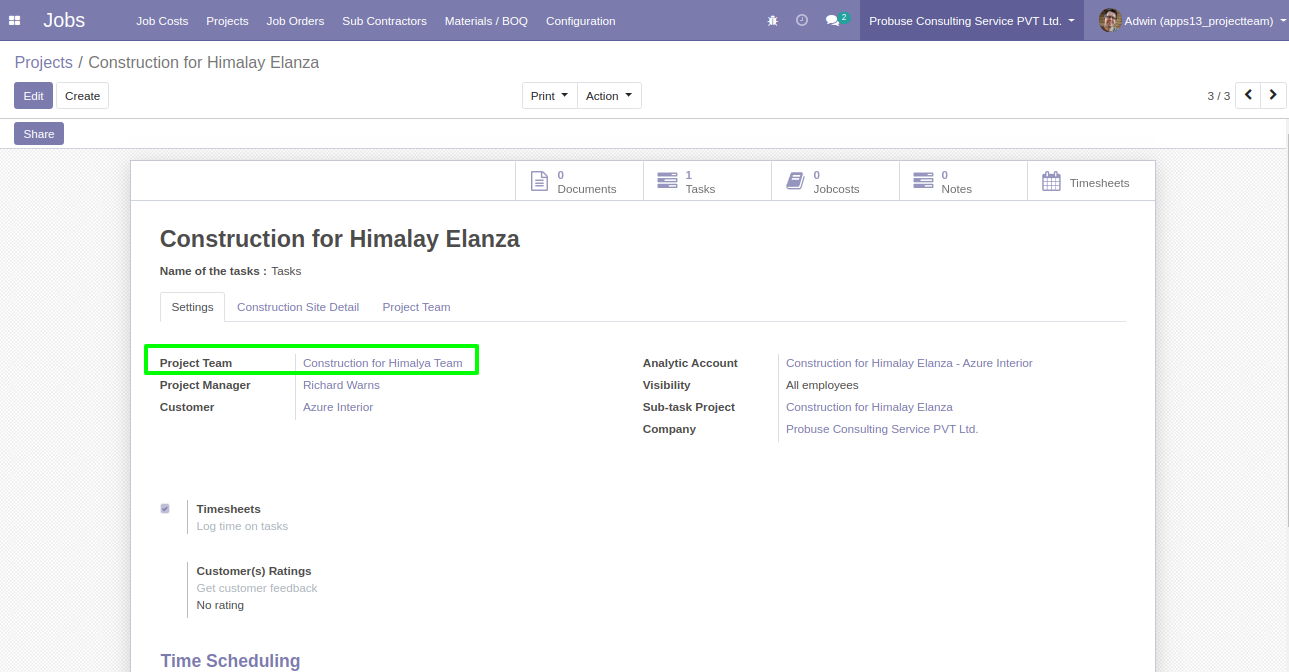 Jobs Job Costs Projects Job Orders Sub Contractors Materials / BOQ Configuration 2 Probuse Consulting Service PVT Ltd. Adwin (apps13_projectteam)
Projects / Construction for Himalay Elanza
Edit Create Print Action 3 / 3
Share
0 Documents
1 Tasks
0 Jobcosts
0 Notes
Timesheets
Construction for Himalay Elanza
Name of the tasks : Tasks
Settings Construction Site Detail Project Team
Project Team Construction for Himalya Team
Project Manager Richard Warns
Customer Azure Interior
Analytic Account Construction for Himalay Elanza - Azure Interior
Visibility All employees
Sub-task Project Construction for Himalay Elanza
Company Probuse Consulting Service PVT Ltd.
Timesheets
Log time on tasks
Customer(s) Ratings
Get customer feedback
No rating
Time Scheduling